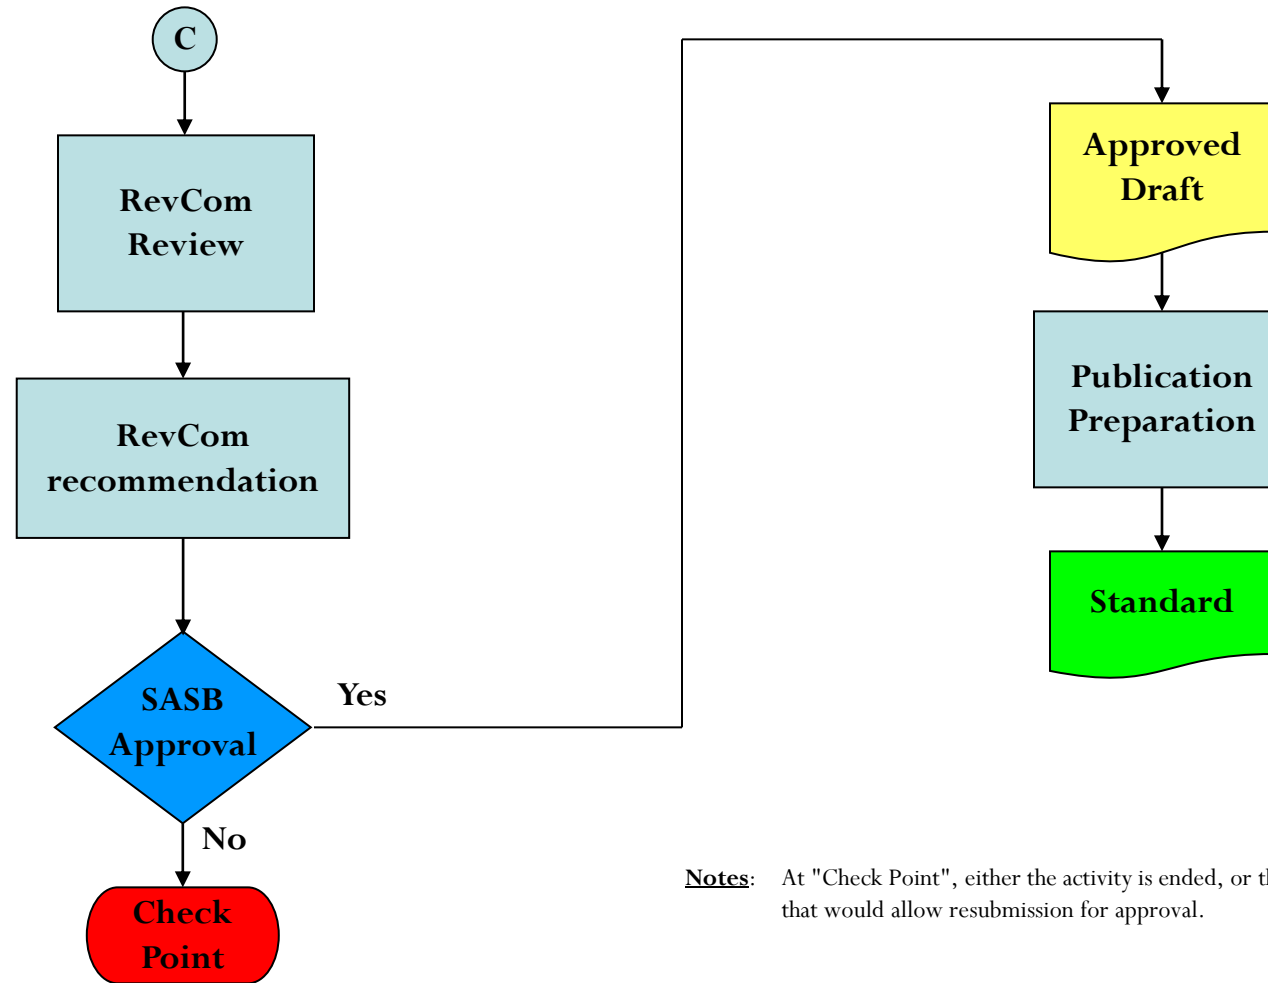 C
RevCom
Review
RevCom
recommendation
SASB
Approval
Yes
No
Check
Point
Approved
Draft
Publication
Preparation
Standard
Notes: At "Check Point", either the activity is ended, or
that would allow resubmission for approval.